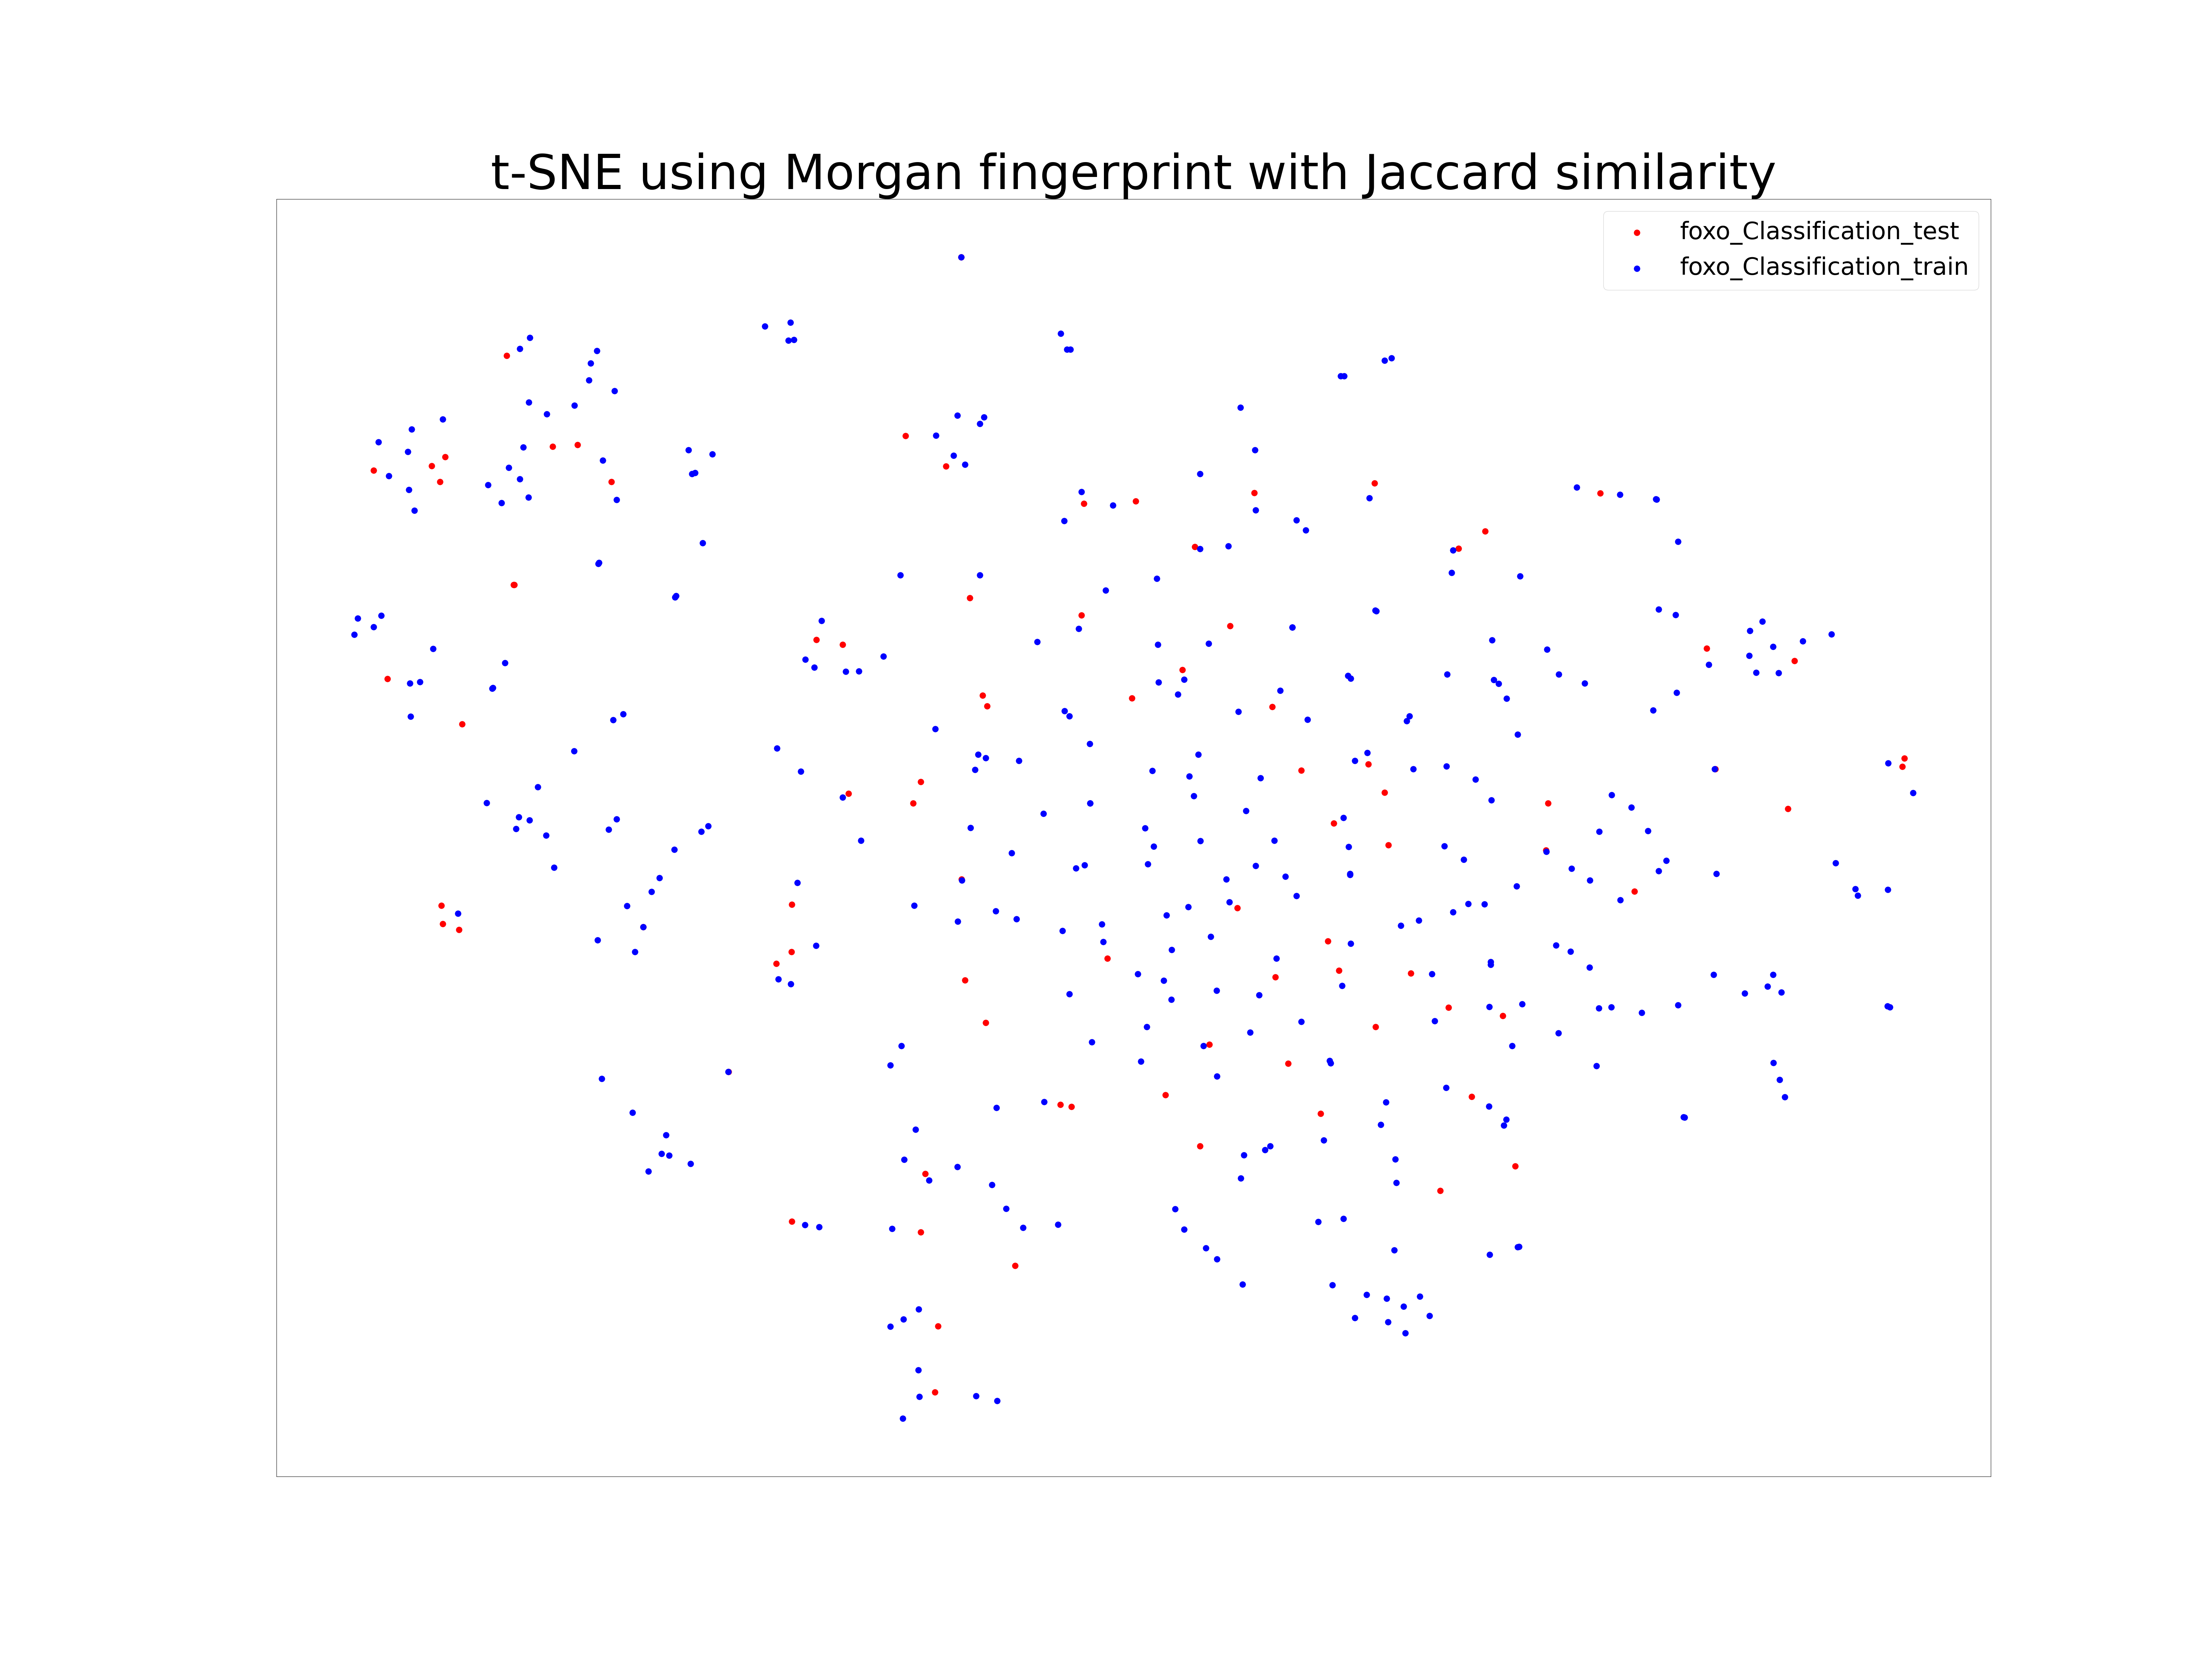 t-SNE using Morgan fingerprint with Jaccard similarity
foxo_Classification_test
foxo_Classification_train